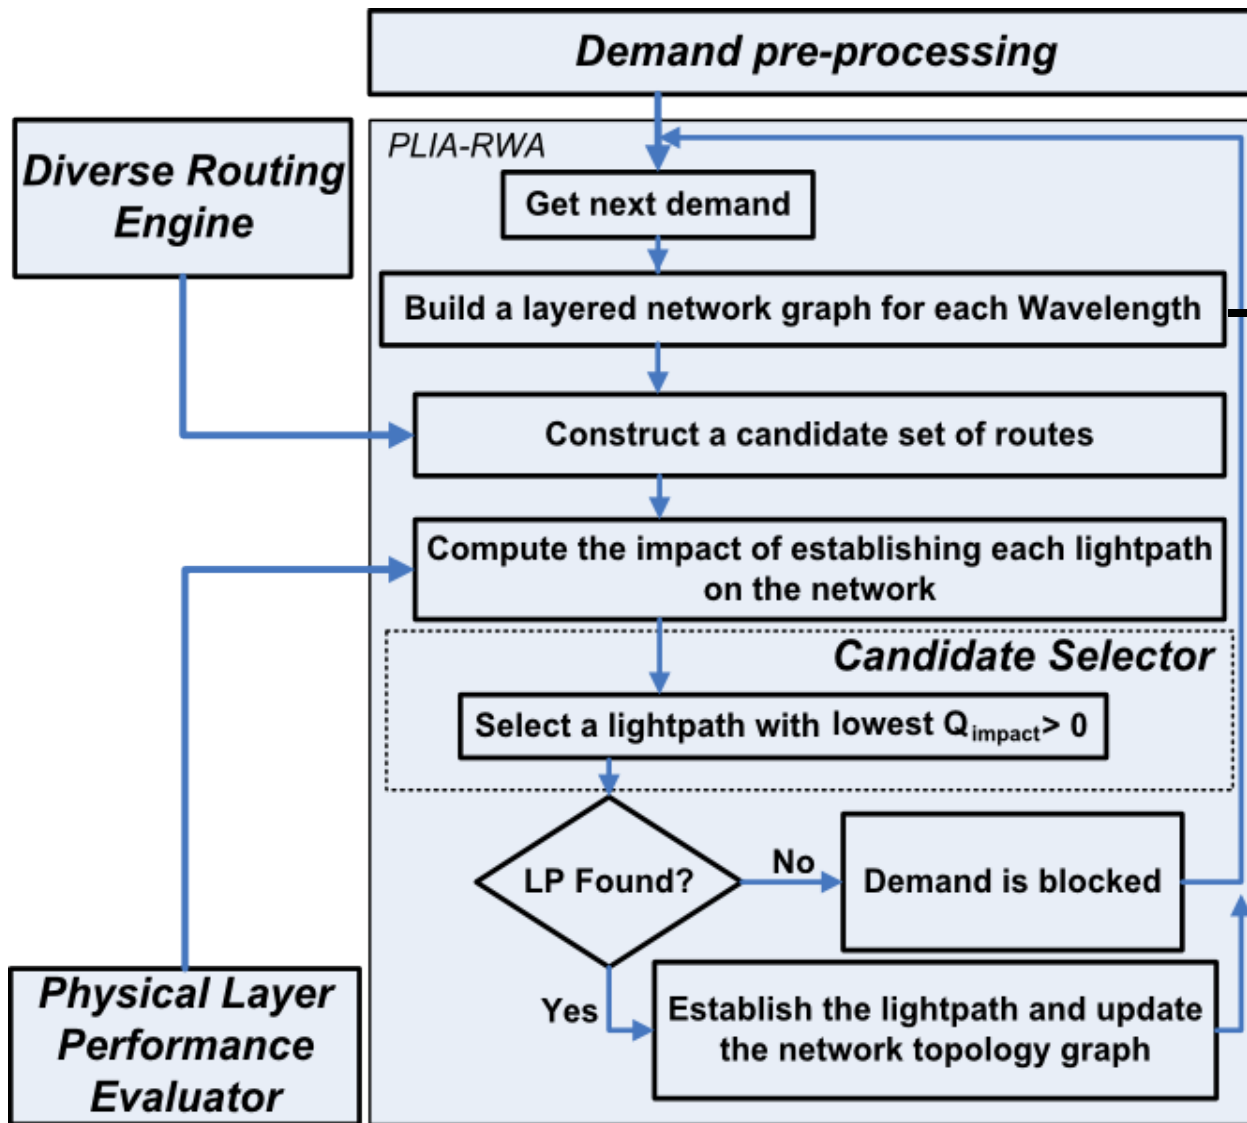 Demand pre-processing
Diverse Routing
Engine
PLIA-RWA
Get next demand
Build a layered network graph for each Wavelength
Construct a candidate set of routes
Compute the impact of establishing each lightpath
on the network
Candidate Selector
Select a lightpath with lowest Qimpact> 0
LP Found?
No
Demand is blocked
Yes
Establish the lightpath and update
the network topology graph
Physical Layer
Performance
Evaluator